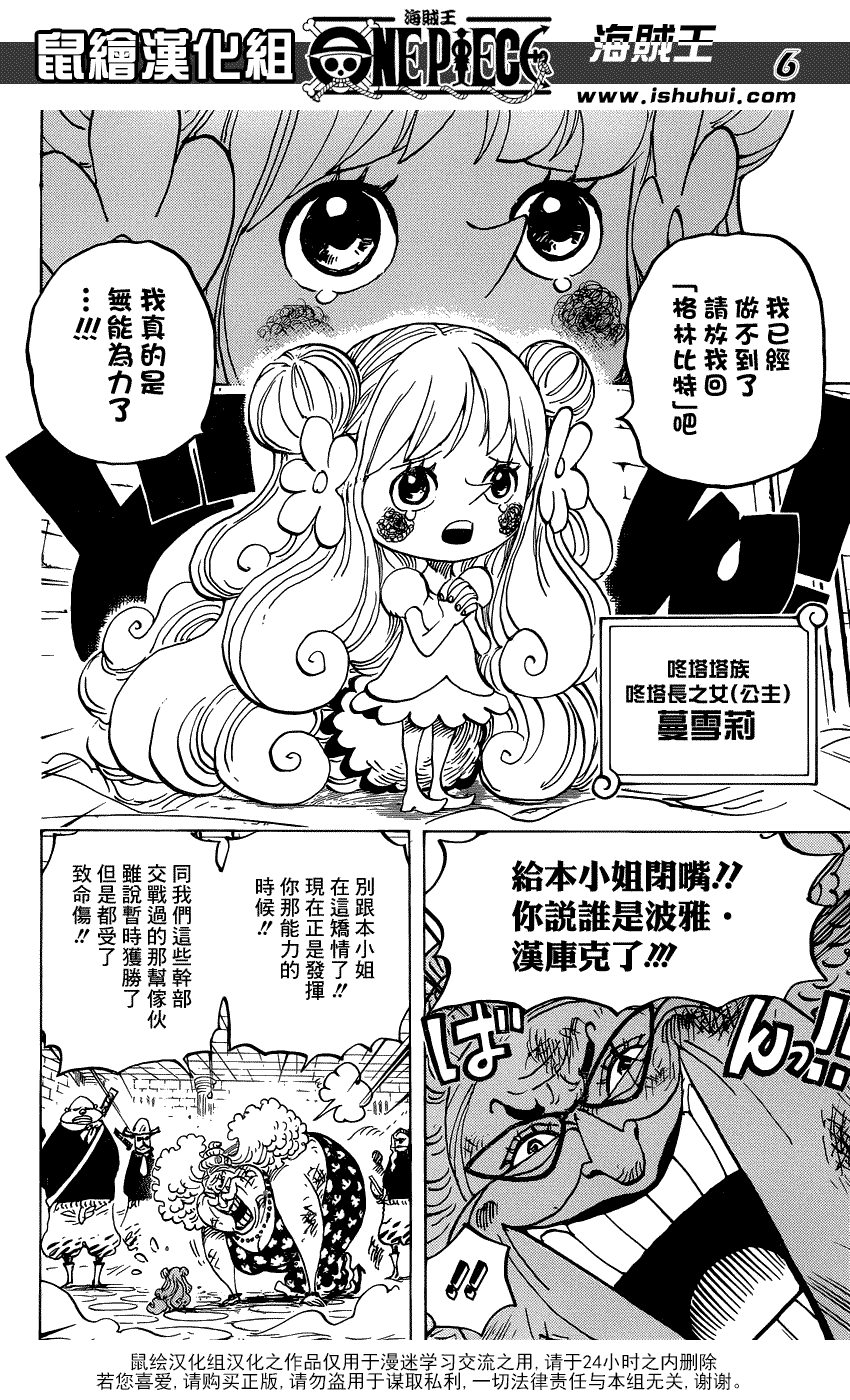 鼠繪漢化組
海賊王
ONE PIECE
海賊王
6
www.ishuhui.com
我已經
做不到了
請放我回
「格林比特」吧
我真的是
無能為力了
…!!!
咚塔塔族
咚塔長之女(公主)
蔓雪莉
給本小姐閉嘴!!
你說誰是波雅·
漢庫克了!!!
ばんっ!!
!!
別跟本小姐
在這矯情了!!
現在正是發揮
你那能力的
時候!!
同我們這些幹部
交戰過的那幫傢伙
雖說暫時獲勝了
但是都受了
致命傷!!
鼠绘汉化组汉化之作品仅用于漫迷学习交流之用, 请于24小时之内删除
若您喜爱, 请购买正版, 请勿盗用于谋取私利, 一切法律责任与本组无关, 谢谢.